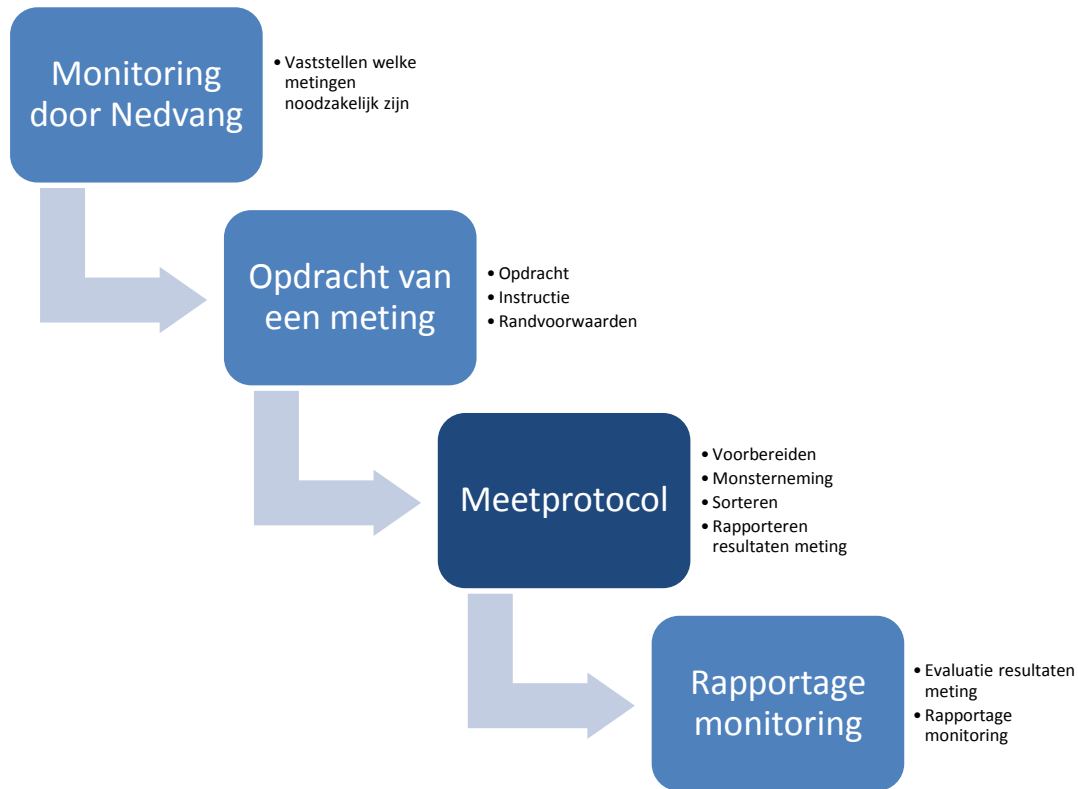 Monitoring
door Nedvang
• Vaststellen welke
metingen
noodzakelijk zijn
Opdracht van
een meting
• Opdracht
• Instructie
• Randvoorwaarden
Meetprotocol
• Voorbereiden
• Monsterneming
• Sorteren
• Rapporteren
resultaten meting
Rapportage
monitoring
• Evaluatie resultaten
meting
• Rapportage
monitoring